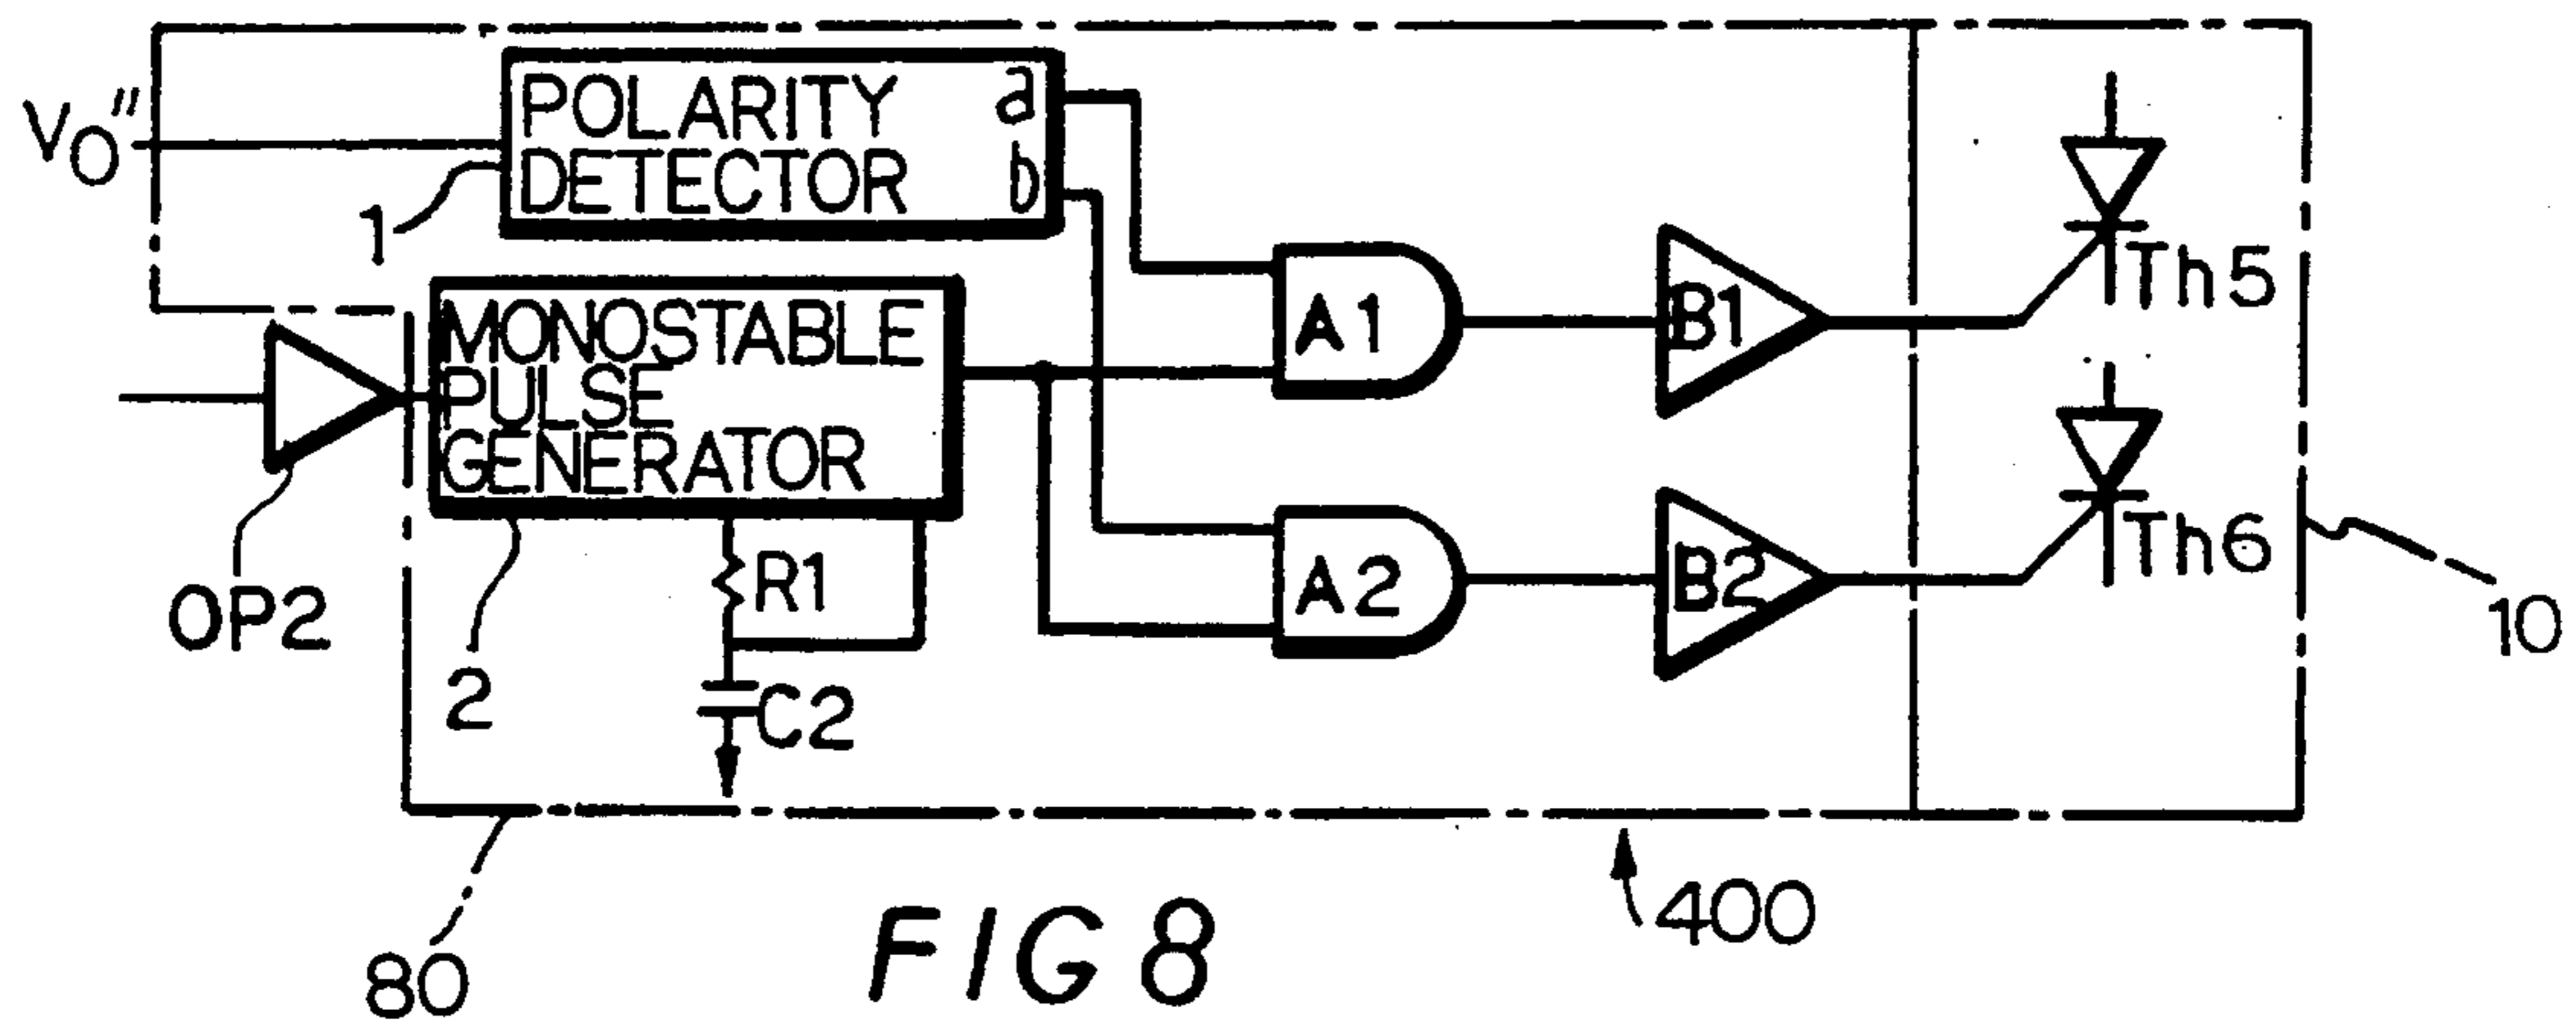 V₀''
POLARITY
DETECTOR
a
b
1
MONOSTABLE
PULSE
GENERATOR
OP2
2
R1
C2
A1
B1
Th5
A2
B2
Th6
10
80
400
FIG 8